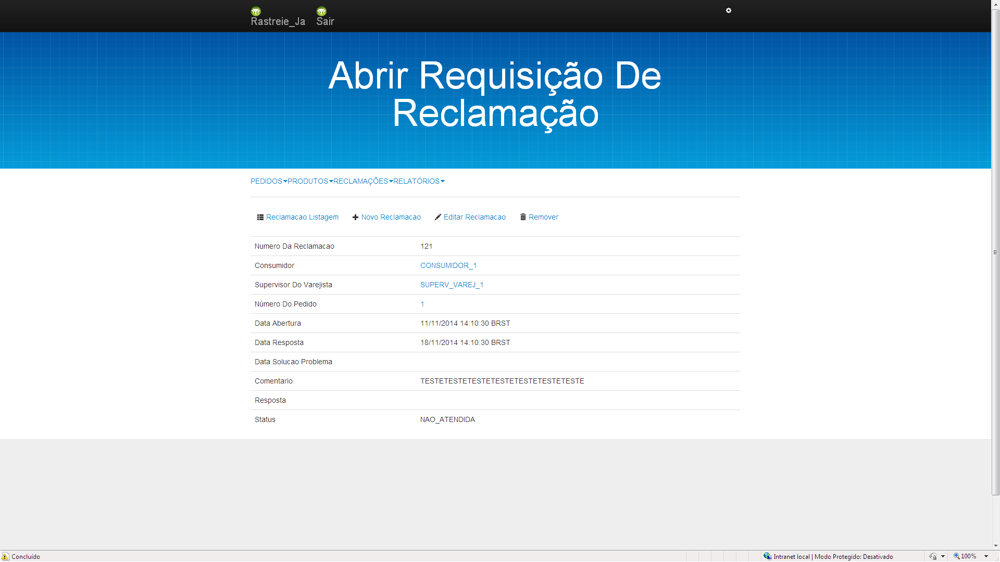 Rastreie_Ja Sair
Abrir Requisição De
Reclamação
PEDIDOS PRODUTOS RECLAMAÇÕES RELATÓRIOS
Reclamacao Listagem Novo Reclamacao Editar Reclamacao Remover
Numero Da Reclamacao 121
Consumidor CONSUMIDOR_1
Supervisor Do Varejista SUPERV_VAREJ_1
Número Do Pedido 1
Data Abertura 11/11/2014 14:10:30 BRST
Data Resposta 18/11/2014 14:10:30 BRST
Data Solucao Problema
Comentario TESTETESTETESTETESTETESTETESTETESTE
Resposta
Status NAO_ATENDIDA
Concluído Intranet local | Modo Protegido: Desativado 100%